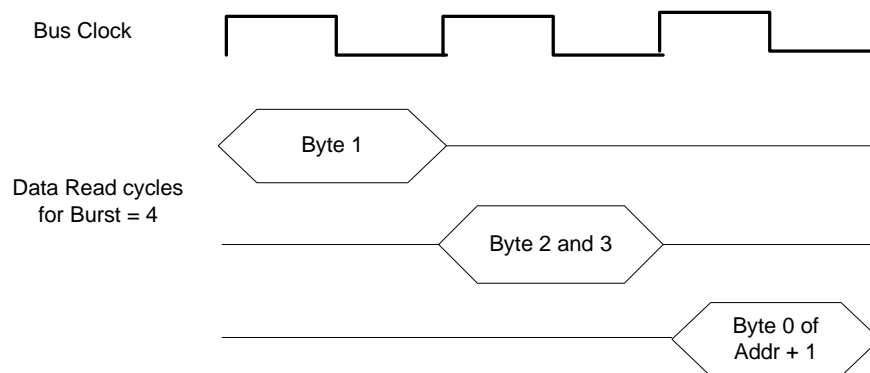 Bus Clock
Byte 1
Data Read cycles
for Burst = 4
Byte 2 and 3
Byte 0 of
Addr + 1